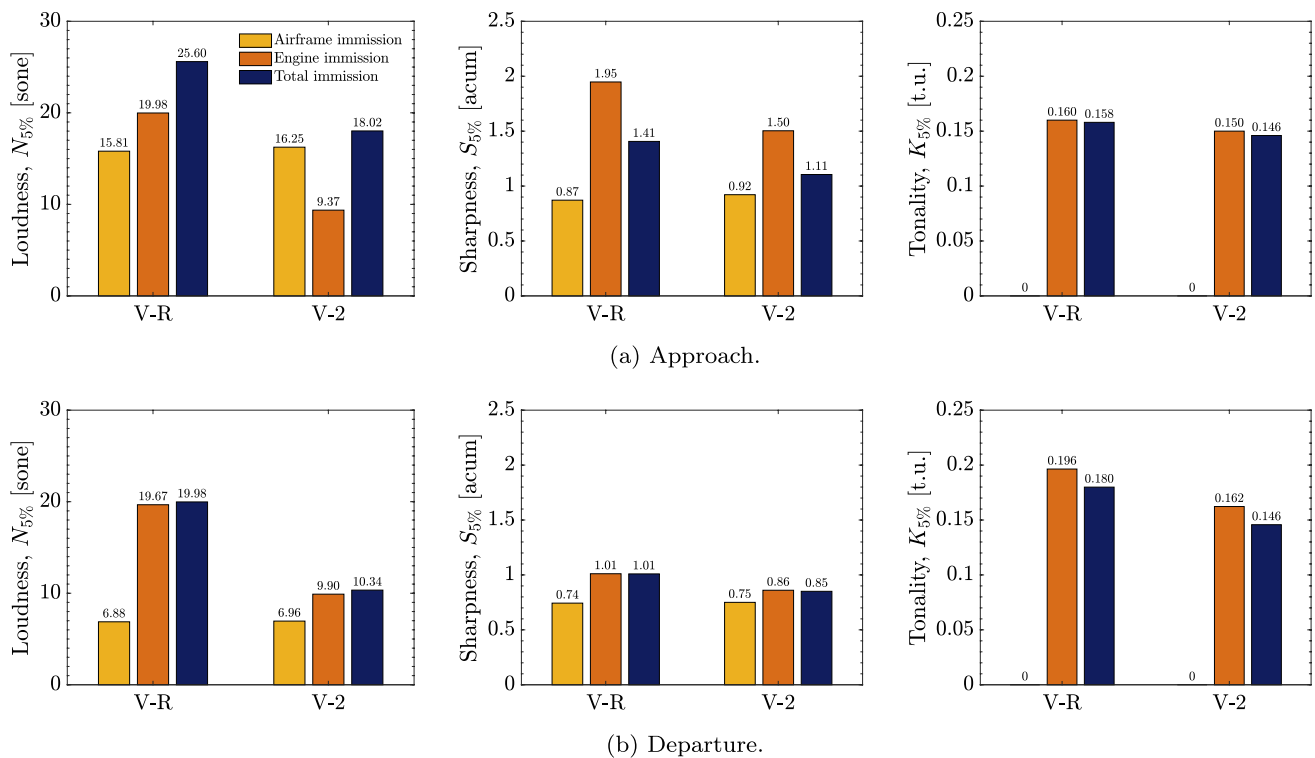 Loudness, N5% [sone]
30
20
10
0
Airframe immission
Engine immission
Total immission
15.81
19.98
25.60
16.25
9.37
18.02
V-R
V-2
Sharpness, S5% [acum]
2.5
2
1.5
1
0.5
0
0.87
1.95
1.41
0.92
1.50
1.11
V-R
V-2
Tonality, K5% [t.u.]
0.25
0.2
0.15
0.1
0.05
0
0
0.160
0.158
0
0.150
0.146
V-R
V-2
(a) Approach.
Loudness, N5% [sone]
30
20
10
0
6.88
19.67
19.98
6.96
9.90
10.34
V-R
V-2
Sharpness, S5% [acum]
2.5
2
1.5
1
0.5
0
0.74
1.01
1.01
0.75
0.86
0.85
V-R
V-2
Tonality, K5% [t.u.]
0.25
0.2
0.15
0.1
0.05
0
0
0.196
0.180
0
0.162
0.146
V-R
V-2
(b) Departure.